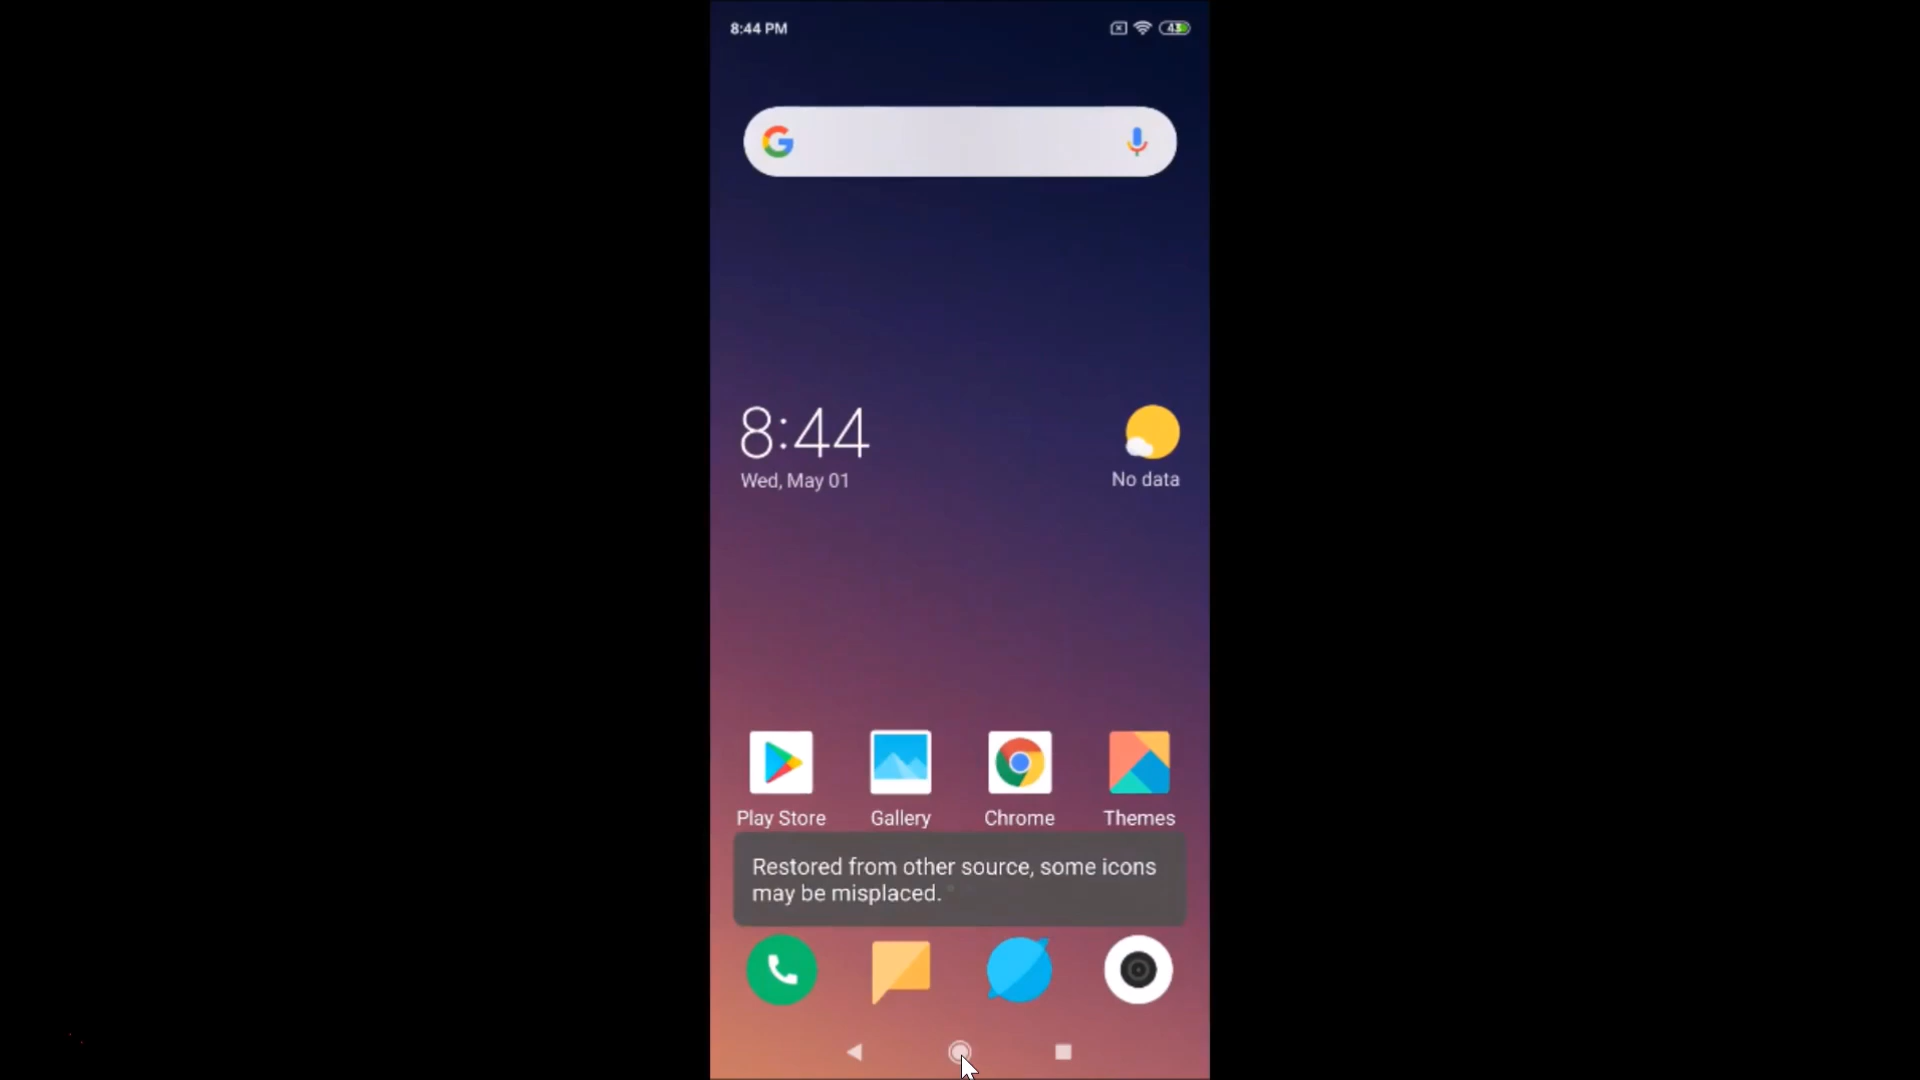 8:44 PM
43
8:44
Wed, May 01
No data
Play Store
Gallery
Chrome
Themes
Restored from other source, some icons
may be misplaced.